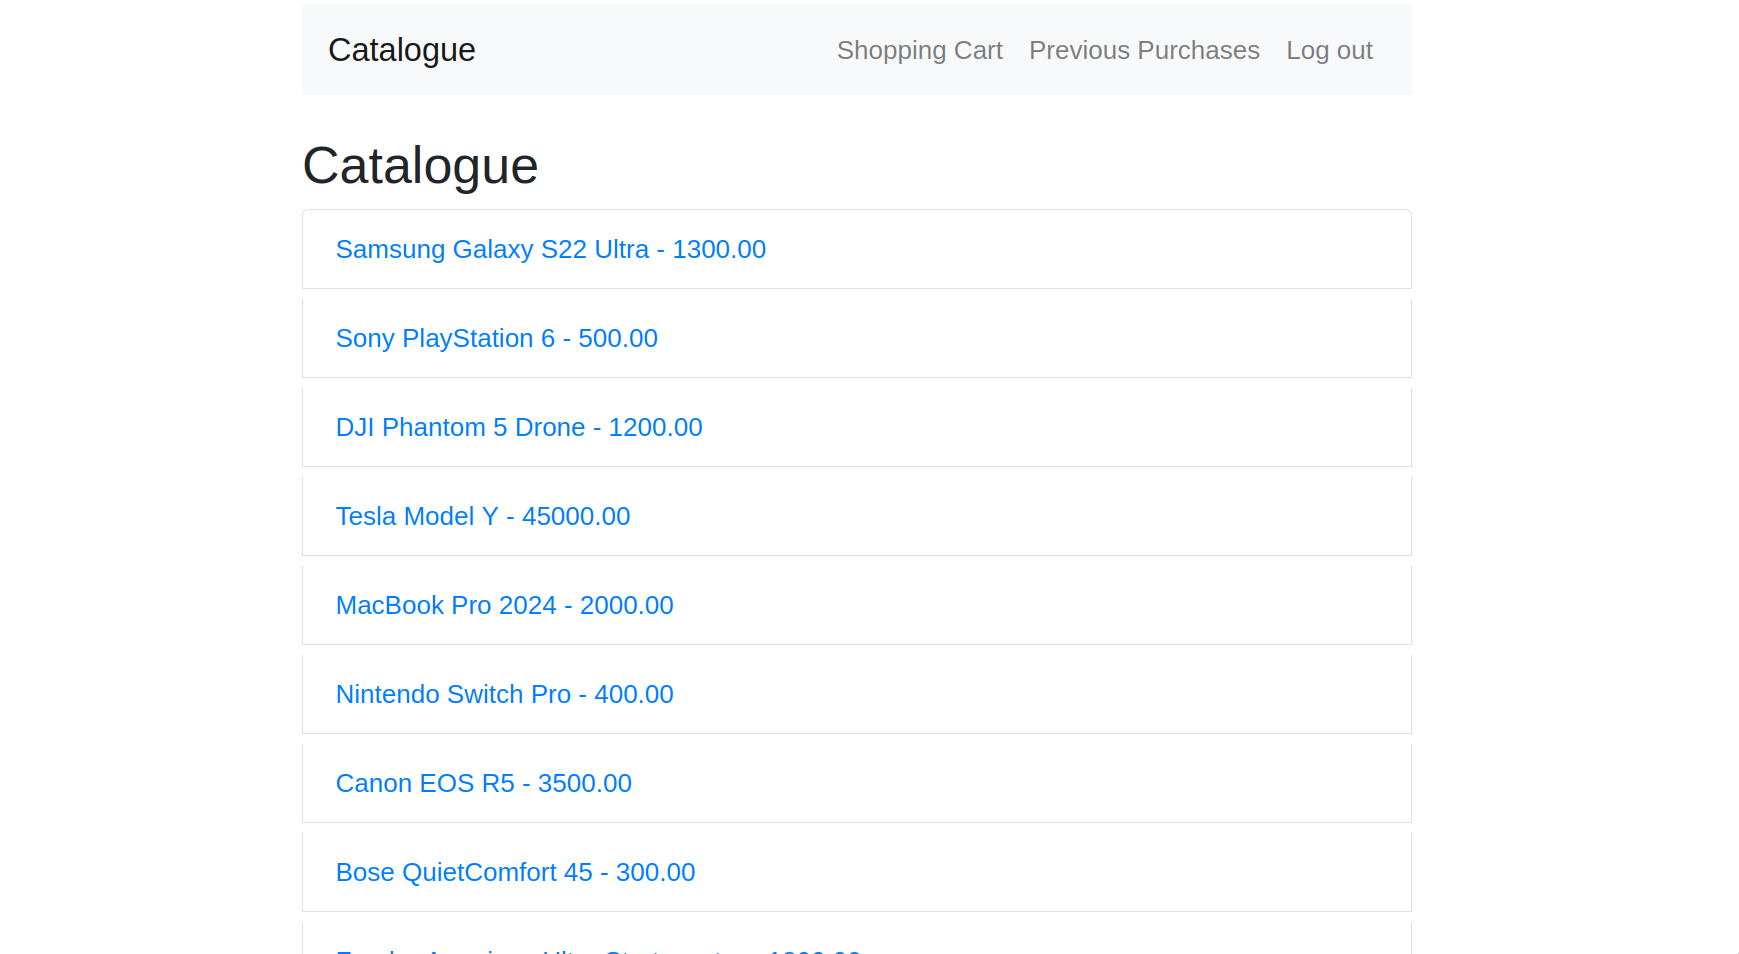 Catalogue
Shopping Cart Previous Purchases Log out
Catalogue
Samsung Galaxy S22 Ultra - 1300.00
Sony PlayStation 6 - 500.00
DJI Phantom 5 Drone - 1200.00
Tesla Model Y - 45000.00
MacBook Pro 2024 - 2000.00
Nintendo Switch Pro - 400.00
Canon EOS R5 - 3500.00
Bose QuietComfort 45 - 300.00